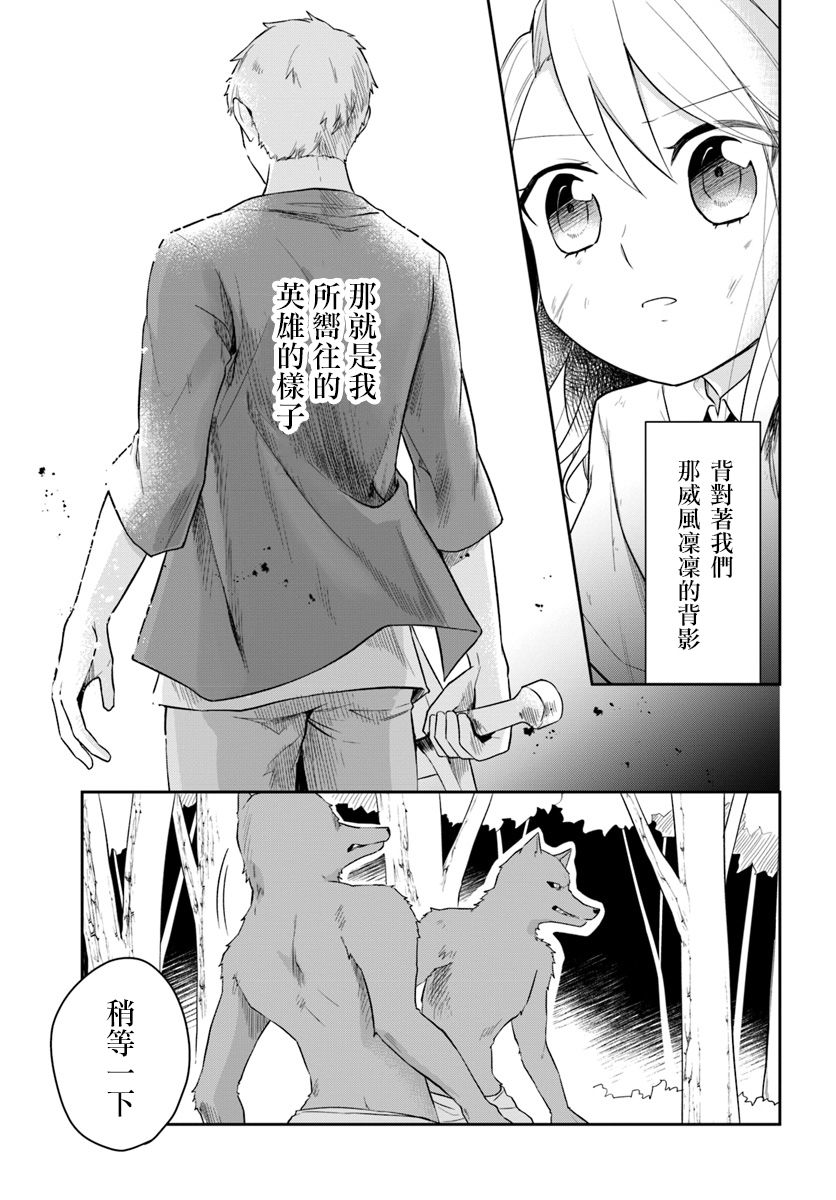 背對著我們
那威風凜凜的背影
那就是我
所嚮往的
英雄的樣子
稍等一下